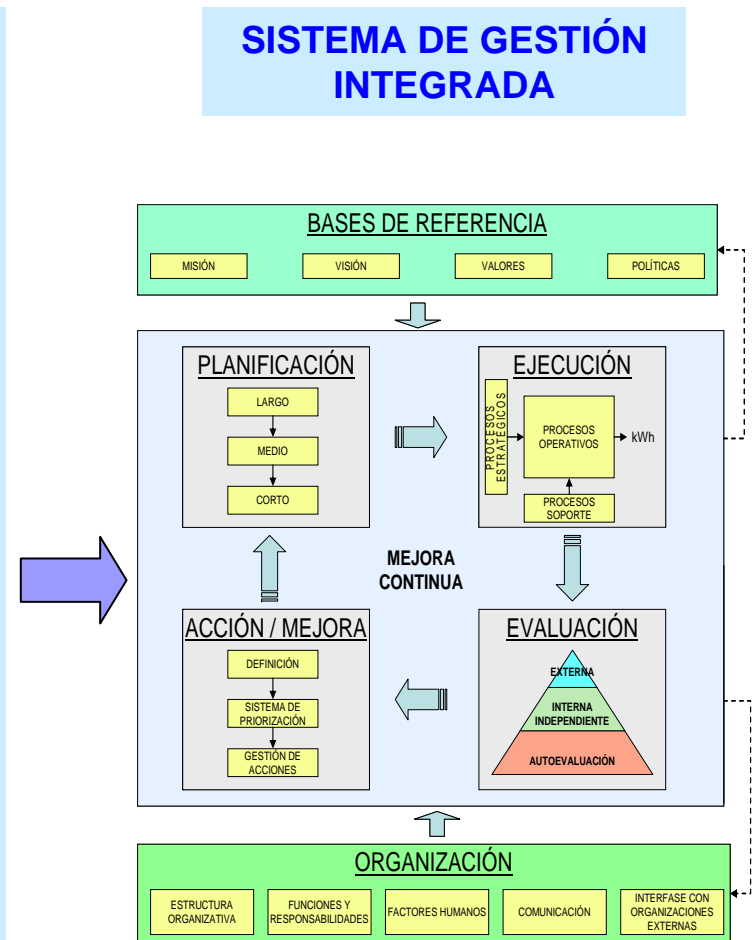 SISTEMA DE GESTIÓN
INTEGRADA
BASES DE REFERENCIA
MISIÓN
VISIÓN
VALORES
POLÍTICAS
PLANIFICACIÓN
LARGO
MEDIO
CORTO
EJECUCIÓN
PROCESOS
ESTRATÉGICOS
PROCESOS
OPERATIVOS
kWh
PROCESOS
SOPORTE
MEJORA
CONTINUA
ACCIÓN / MEJORA
DEFINICIÓN
SISTEMA DE
PRIORIZACIÓN
GESTIÓN DE
ACCIONES
EVALUACIÓN
EXTERNA
INTERNA
INDEPENDIENTE
AUTOEVALUACIÓN
ORGANIZACIÓN
ESTRUCTURA
ORGANIZATIVA
FUNCIONES Y
RESPONSABILIDADES
FACTORES HUMANOS
COMUNICACIÓN
INTERFASE CON
ORGANIZACIONES
EXTERNAS